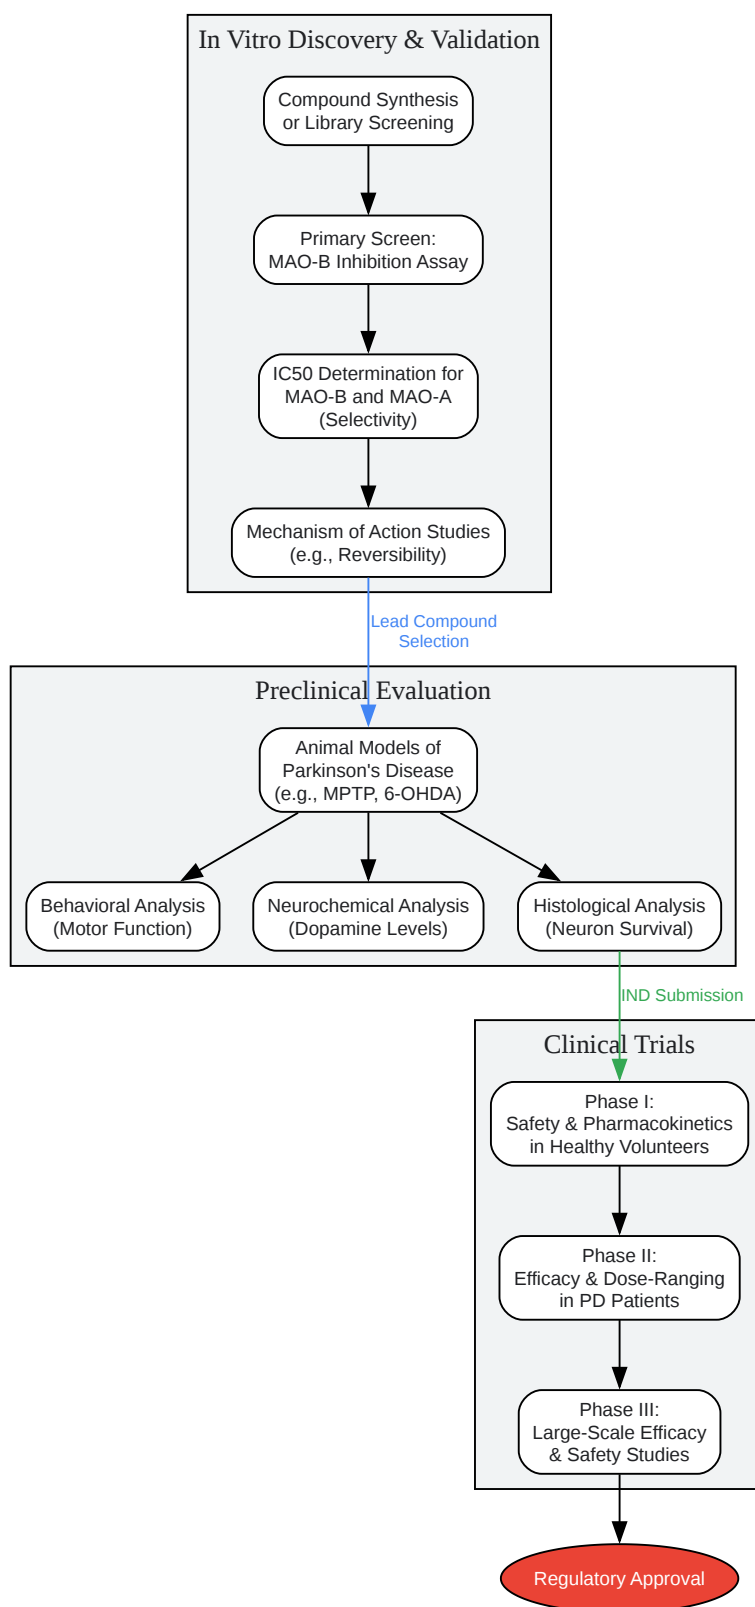 In Vitro Discovery & Validation
Compound Synthesis
or Library Screening
Primary Screen:
MAO-B Inhibition Assay
IC50 Determination for
MAO-B and MAO-A
(Selectivity)
Mechanism of Action Studies
(e.g., Reversibility)
Lead Compound
Selection
Preclinical Evaluation
Animal Models of
Parkinson's Disease
(e.g., MPTP, 6-OHDA)
Behavioral Analysis
(Motor Function)
Neurochemical Analysis
(Dopamine Levels)
Histological Analysis
(Neuron Survival)
IND Submission
Clinical Trials
Phase I:
Safety & Pharmacokinetics
in Healthy Volunteers
Phase II:
Efficacy & Dose-Ranging
in PD Patients
Phase III:
Large-Scale Efficacy
& Safety Studies
Regulatory Approval